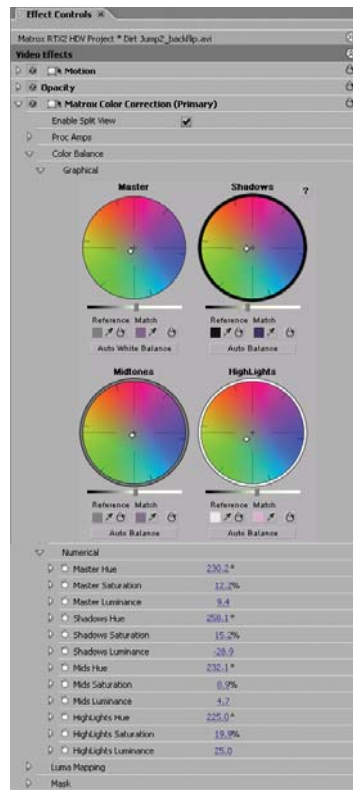 Effect Controls
Matrox RTX2 HDV Project * Dirt Jump2_backflip.avi
Video Effects
Motion
Opacity
Matrox Color Correction (Primary)
Enable Split View
Proc Amps
Color Balance
Graphical
Master Shadows ?
Reference Match Reference Match
Auto White Balance Auto Balance
Midtones HighLights
Reference Match Reference Match
Auto Balance Auto Balance
Numerical
Master Hue 230.2°
Master Saturation 12.2%
Master Luminance 9.4
Shadows Hue 258.1°
Shadows Saturation 15.2%
Shadows Luminance -28.9
Mids Hue 232.1°
Mids Saturation 8.9%
Mids Luminance 4.7
HighLights Hue 225.0°
HighLights Saturation 19.9%
HighLights Luminance 25.0
Luma Mapping
Mask